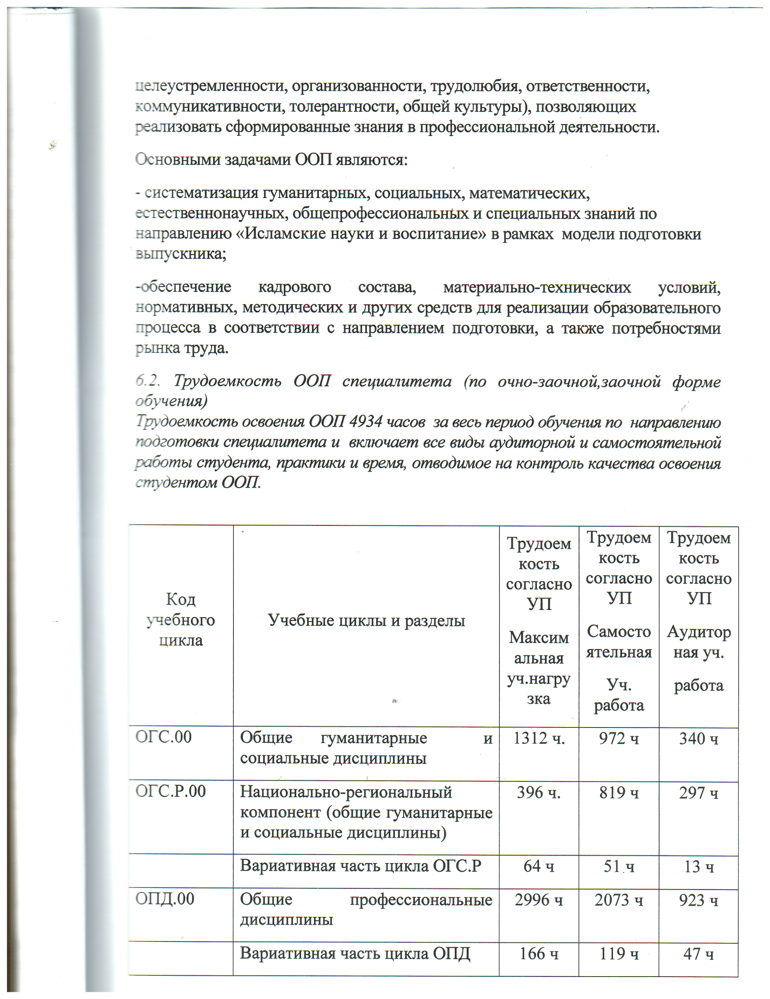 целеустремленности, организованности, трудолюбия, ответственности,
коммуникативности, толерантности, общей культуры), позволяющих
реализовать сформированные знания в профессиональной деятельности.
Основными задачами ООП являются:
- систематизация гуманитарных, социальных, математических,
естественнонаучных, общепрофессиональных и специальных знаний по
направлению «Исламские науки и воспитание» в рамках модели подготовки
выпускника;
-обеспечение кадрового состава, материально-технических условий,
нормативных, методических и других средств для реализации образовательного
процесса в соответствии с направлением подготовки, а также потребностями
рынка труда.
6.2. Трудоемкость ООП специалитета (по очно-заочной,заочной форме
обучения)
Трудоемкость освоения ООП 4934 часов за весь период обучения по направлению
подготовки специалитета и включает все виды аудиторной и самостоятельной
работы студента, практики и время, отводимое на контроль качества освоения
студентом ООП.
Код
учебного
цикла
Учебные циклы и разделы
Трудоем
кость
согласно
УП
Максим
альная
уч.нагру
зка
Трудоем
кость
согласно
УП
Самосто
ятельная
Уч.
работа
Трудоем
кость
согласно
УП
Аудитор
ная уч.
работа
ОГС.00
Общие гуманитарные и
социальные дисциплины
1312 ч.
972 ч
340 ч
ОГС.Р.00
Национально-региональный
компонент (общие гуманитарные
и социальные дисциплины)
396 ч.
819 ч
297 ч
Вариативная часть цикла ОГС.Р
64 ч
51 ч
13 ч
ОПД.00
Общие профессиональные
дисциплины
2996 ч
2073 ч
923 ч
Вариативная часть цикла ОПД
166 ч
119 ч
47 ч